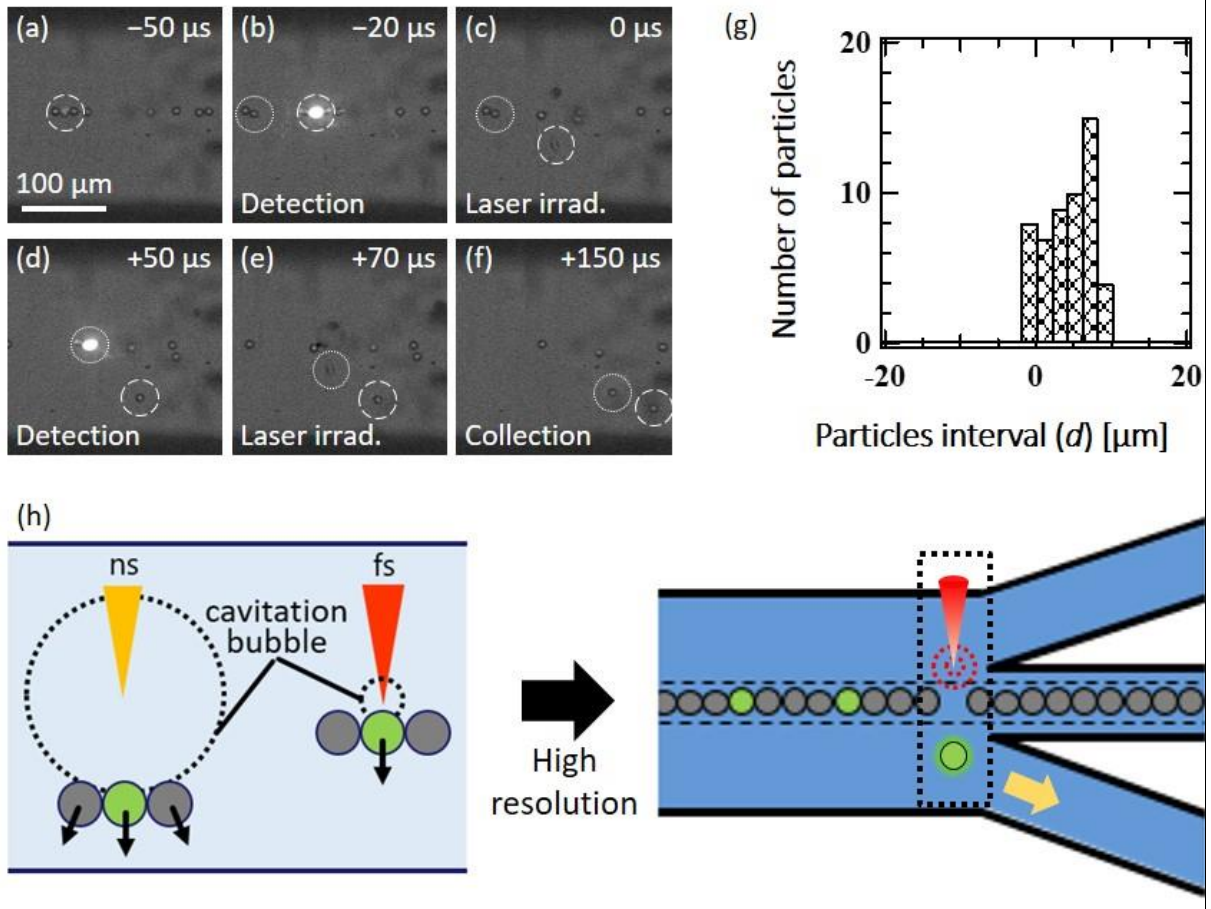 (a) −50 µs
(b) −20 µs
(c) 0 µs
100 µm
Detection
Laser irrad.
(d) +50 µs
(e) +70 µs
(f) +150 µs
Detection
Laser irrad.
Collection
(g)
Number of particles
20
10
0
-20
0
20
Particles interval (d) [µm]
(h)
ns
fs
cavitation
bubble
High
resolution